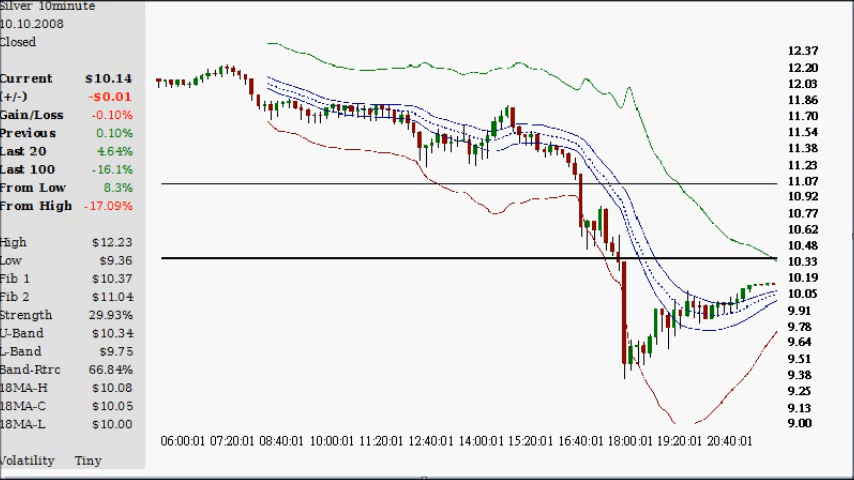 Silver 10minute
10.10.2008
Closed
Current $10.14
(+/-) -$0.01
Gain/Loss -0.10%
Previous 0.10%
Last 20 4.64%
Last 100 -16.1%
From Low 8.3%
From High -17.09%
High $12.23
Low $9.36
Fib 1 $10.37
Fib 2 $11.04
Strength 29.93%
U-Band $10.34
L-Band $9.75
Band-Rtrc 66.84%
18MA-H $10.08
18MA-C $10.05
18MA-L $10.00
Volatility Tiny
12.37
12.20
12.03
11.86
11.70
11.54
11.38
11.23
11.07
10.92
10.77
10.62
10.48
10.33
10.19
10.05
9.91
9.78
9.64
9.51
9.38
9.25
9.13
9.00
06:00:01 07:20:01 08:40:01 10:00:01 11:20:01 12:40:01 14:00:01 15:20:01 16:40:01 18:00:01 19:20:01 20:40:01